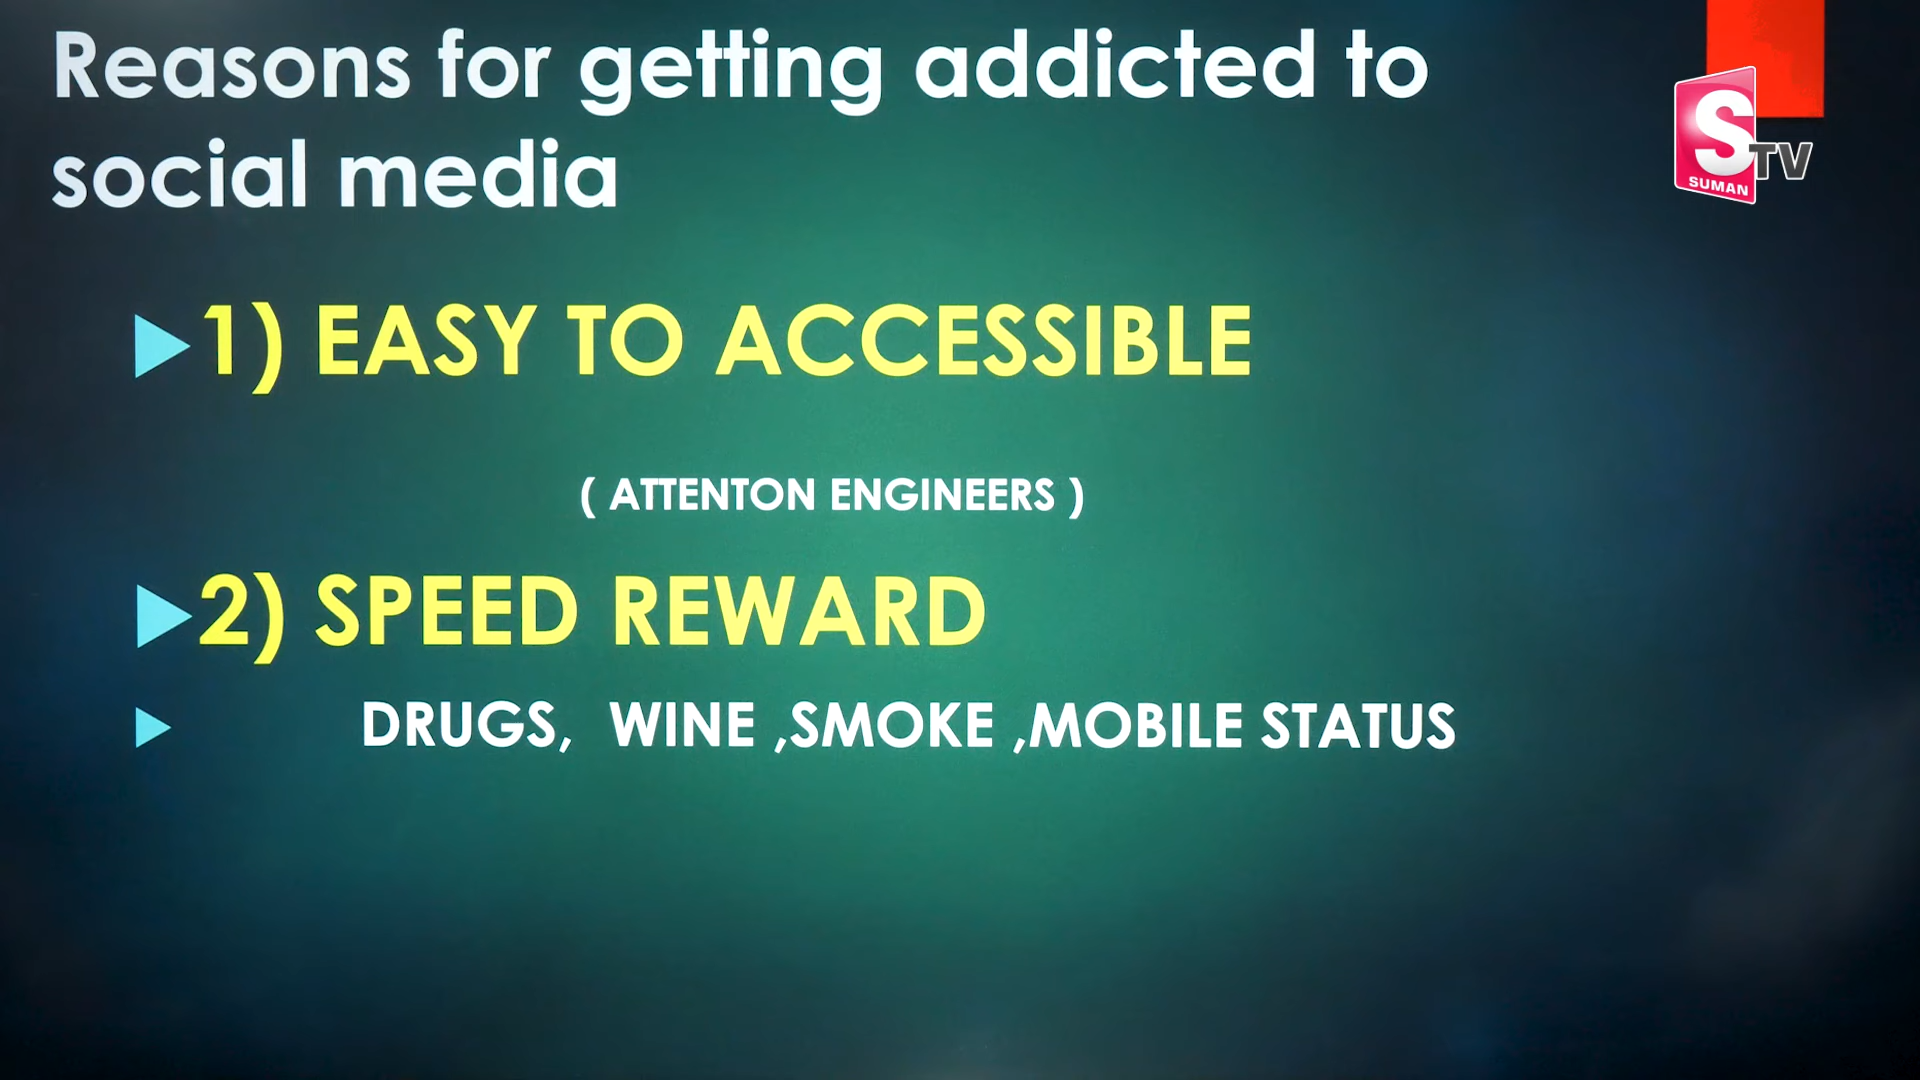 Reasons for getting addicted to
social media
S TV
SUMAN
1) EASY TO ACCESSIBLE
( ATTENTON ENGINEERS )
2) SPEED REWARD
DRUGS,  WINE ,SMOKE ,MOBILE STATUS